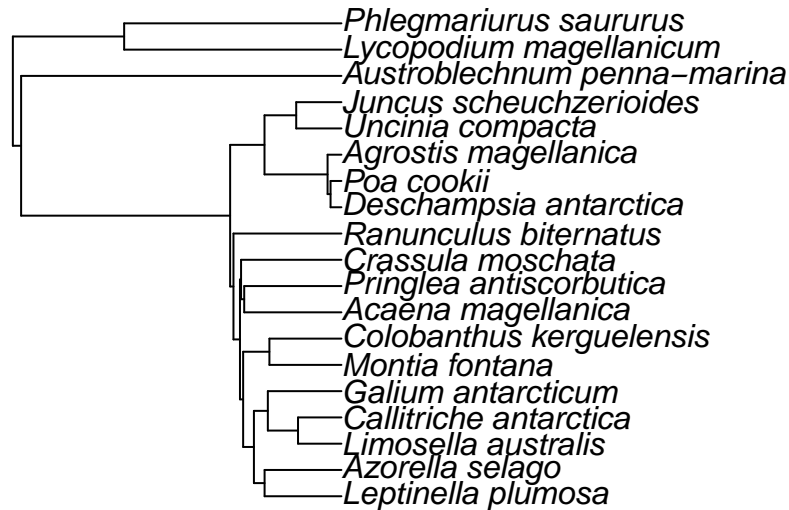 Phlegmariurus saururus
Lycopodium magellanicum
Austroblechnum penna−marina
Juncus scheuchzerioides
Uncinia compacta
Agrostis magellanica
Poa cookii
Deschampsia antarctica
Ranunculus biternatus
Crassula moschata
Pringlea antiscorbutica
Acaena magellanica
Colobanthus kerguelensis
Montia fontana
Galium antarcticum
Callitriche antarctica
Limosella australis
Azorella selago
Leptinella plumosa